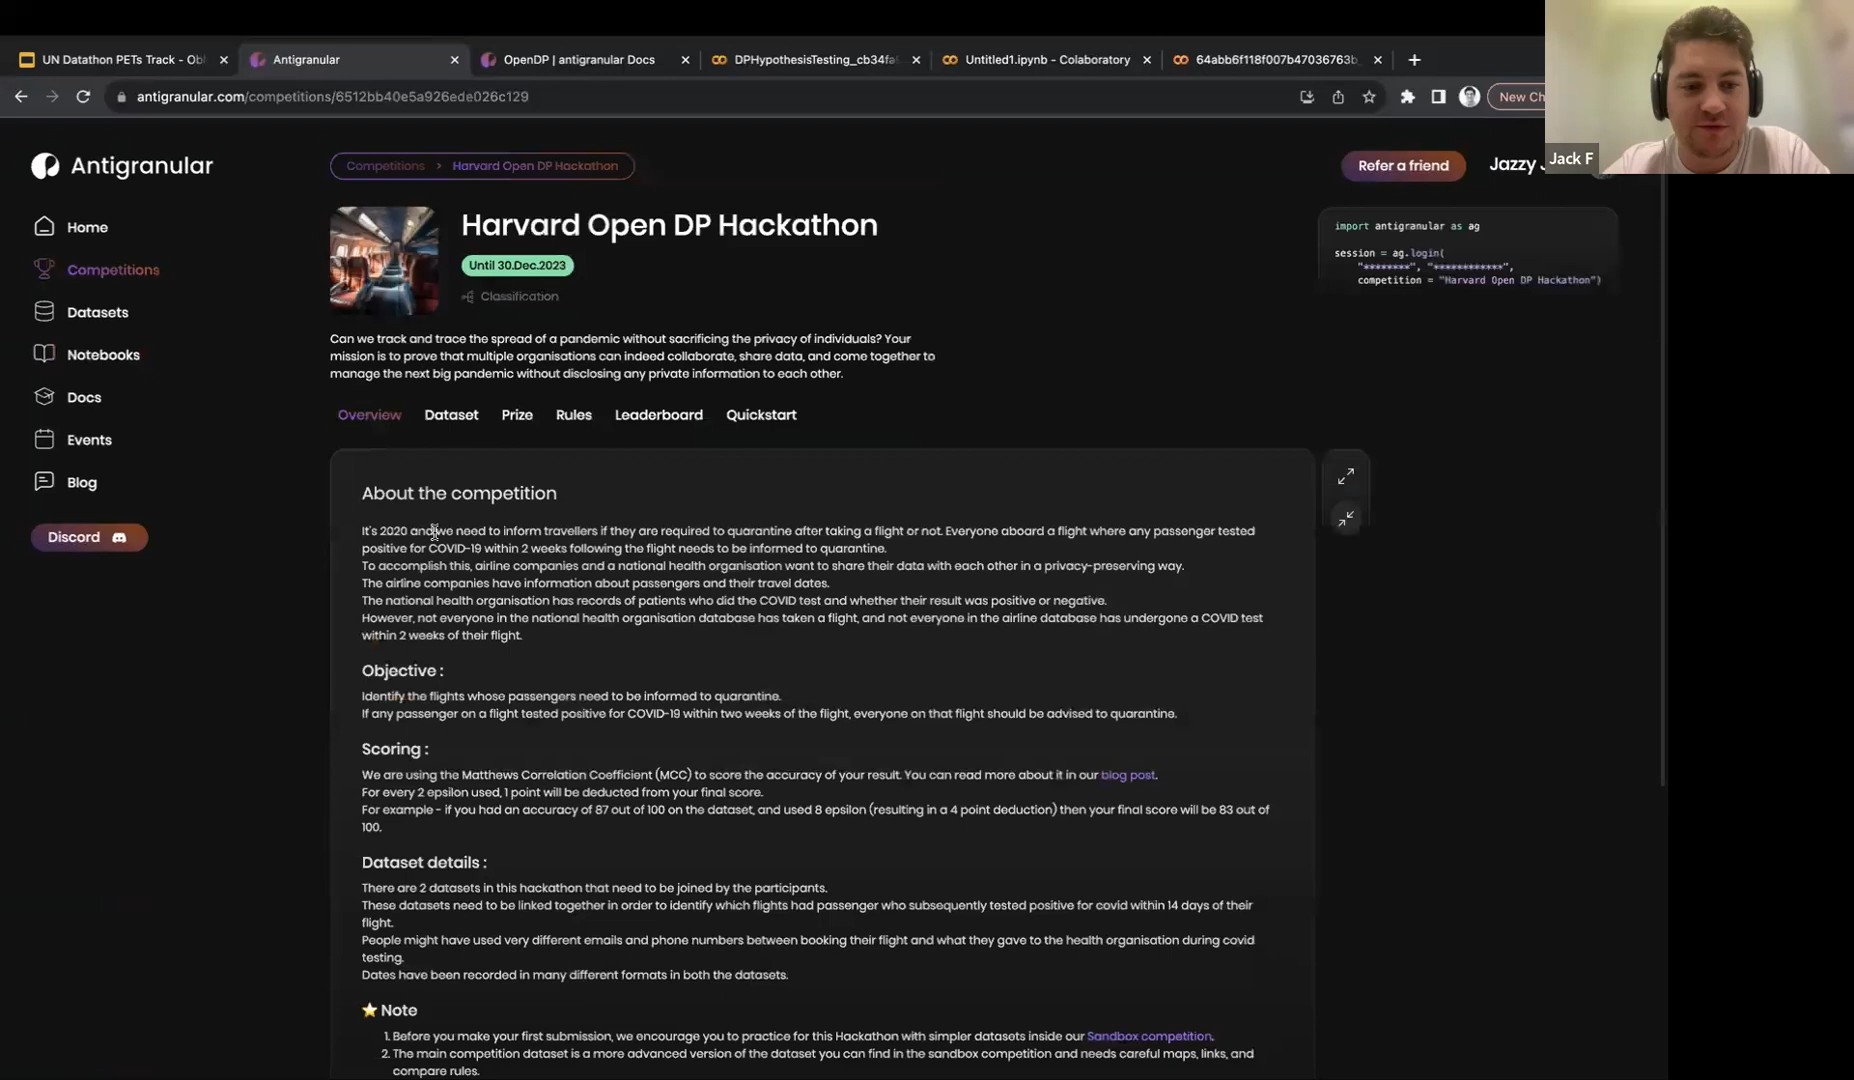 UN Datathon PETs Track - Ob
Antigranular
OpenDP | antigranular Docs
DPHypothesisTesting_cb34fa
Untitled1.ipynb - Colaboratory
64abb6f118f007b47036763b
antigranular.com/competitions/6512bb40e5a926ede026c129
New Ch
Jack F
Antigranular
Competitions > Harvard Open DP Hackathon
Refer a friend
Jazzy
Home
Competitions
Datasets
Notebooks
Docs
Events
Blog
Discord
Harvard Open DP Hackathon
Until 30.Dec.2023
Classification
import antigranular as ag
session = ag.login(
"********", "************",
competition = "Harvard Open DP Hackathon")
Can we track and trace the spread of a pandemic without sacrificing the privacy of individuals? Your
mission is to prove that multiple organisations can indeed collaborate, share data, and come together to
manage the next big pandemic without disclosing any private information to each other.
Overview Dataset Prize Rules Leaderboard Quickstart
About the competition
It's 2020 and we need to inform travellers if they are required to quarantine after taking a flight or not. Everyone aboard a flight where any passenger tested
positive for COVID-19 within 2 weeks following the flight needs to be informed to quarantine.
To accomplish this, airline companies and a national health organisation want to share their data with each other in a privacy-preserving way.
The airline companies have information about passengers and their travel dates.
The national health organisation has records of patients who did the COVID test and whether their result was positive or negative.
However, not everyone in the national health organisation database has taken a flight, and not everyone in the airline database has undergone a COVID test
within 2 weeks of their flight.
Objective :
Identify the flights whose passengers need to be informed to quarantine.
If any passenger on a flight tested positive for COVID-19 within two weeks of the flight, everyone on that flight should be advised to quarantine.
Scoring :
We are using the Matthews Correlation Coefficient (MCC) to score the accuracy of your result. You can read more about it in our blog post.
For every 2 epsilon used, 1 point will be deducted from your final score.
For example - if you had an accuracy of 87 out of 100 on the dataset, and used 8 epsilon (resulting in a 4 point deduction) then your final score will be 83 out of
100.
Dataset details :
There are 2 datasets in this hackathon that need to be joined by the participants.
These datasets need to be linked together in order to identify which flights had passenger who subsequently tested positive for covid within 14 days of their
flight.
People might have used very different emails and phone numbers between booking their flight and what they gave to the health organisation during covid
testing.
Dates have been recorded in many different formats in both the datasets.
Note
1. Before you make your first submission, we encourage you to practice for this Hackathon with simpler datasets inside our Sandbox competition.
2. The main competition dataset is a more advanced version of the dataset you can find in the sandbox competition and needs careful maps, links, and
compare rules.